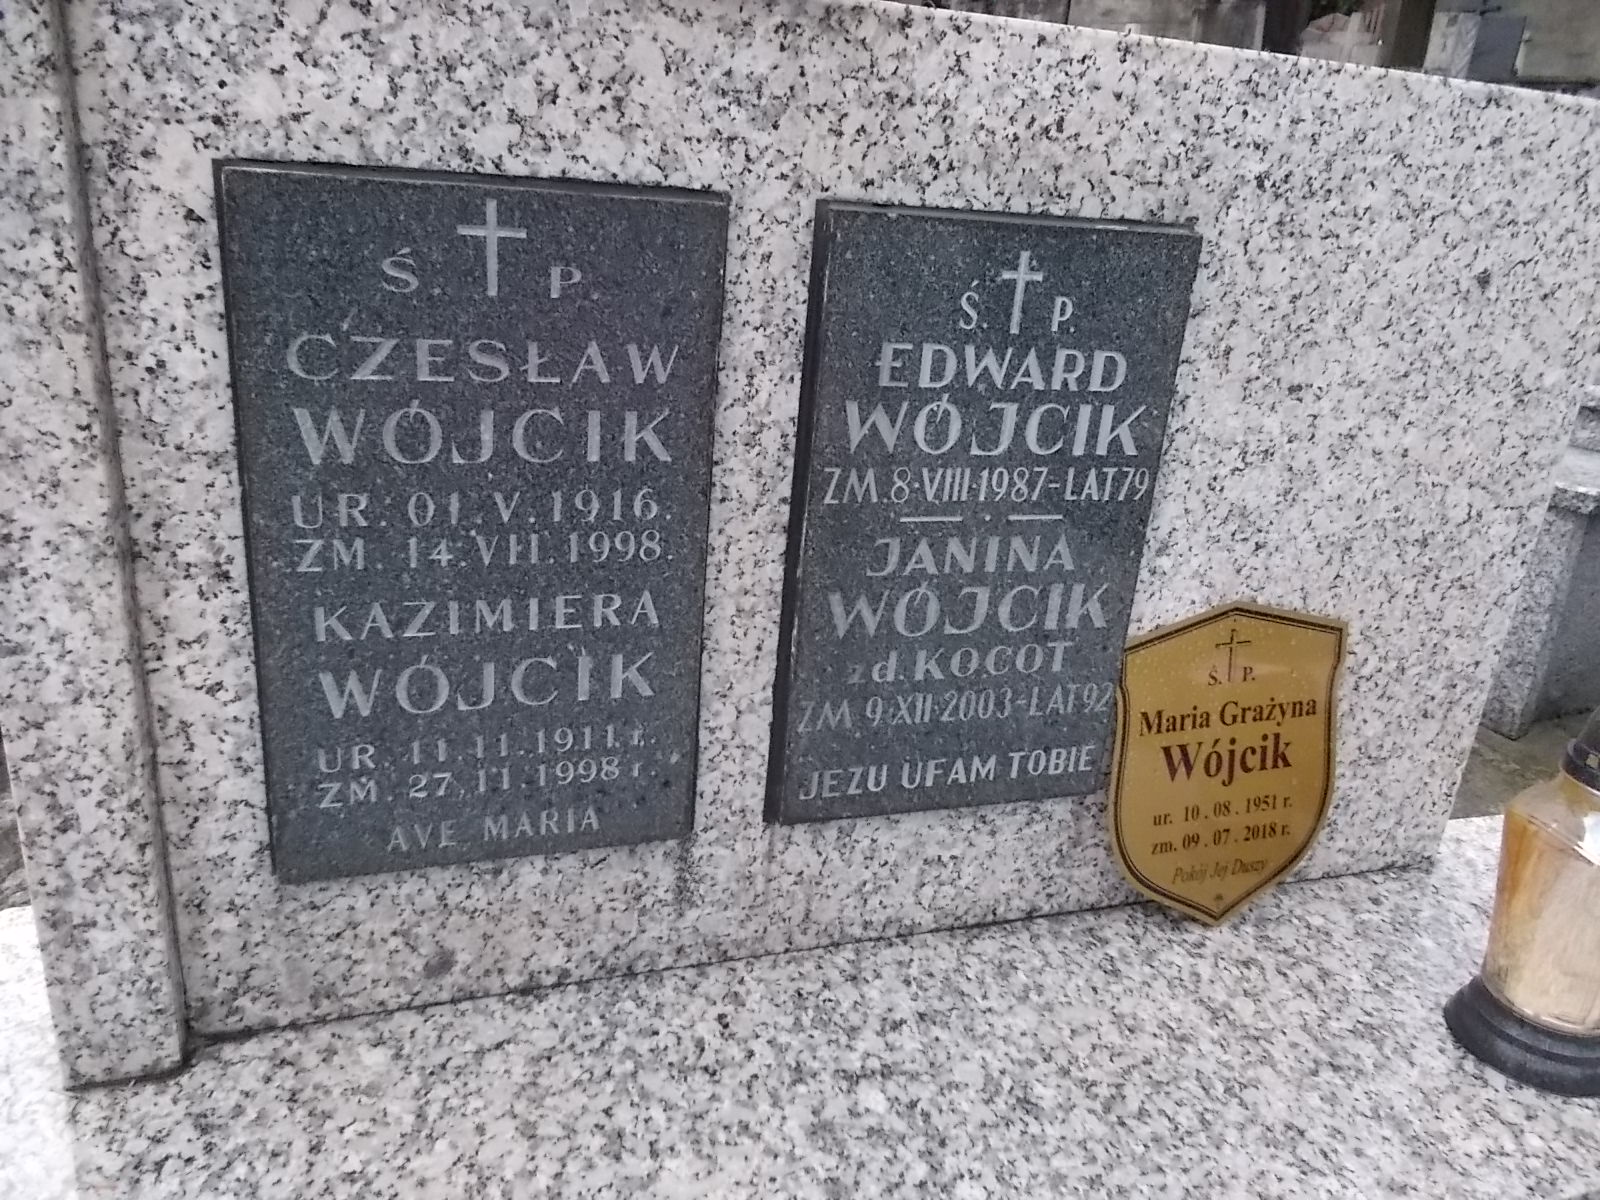 Ś. P
CZESŁAW
WÓJCIK
UR. 01.V.1916.
ZM. 14.VII.1998.
KAZIMIERA
WÓJCIK
UR. 11.11.1911 r.
ZM. 27.11.1998 r.
AVE MARIA
Ś. P.
EDWARD
WÓJCIK
ZM. 8·VIII·1987-LAT 79
JANINA
WÓJCIK
z d. KOCOT
ZM. 9·XII·2003-LAT 92
JEZU UFAM TOBIE
Ś. P.
Maria Grażyna
Wójcik
ur. 10.08.1951 r.
zm. 09.07.2018 r.
Pokój Jej Duszy